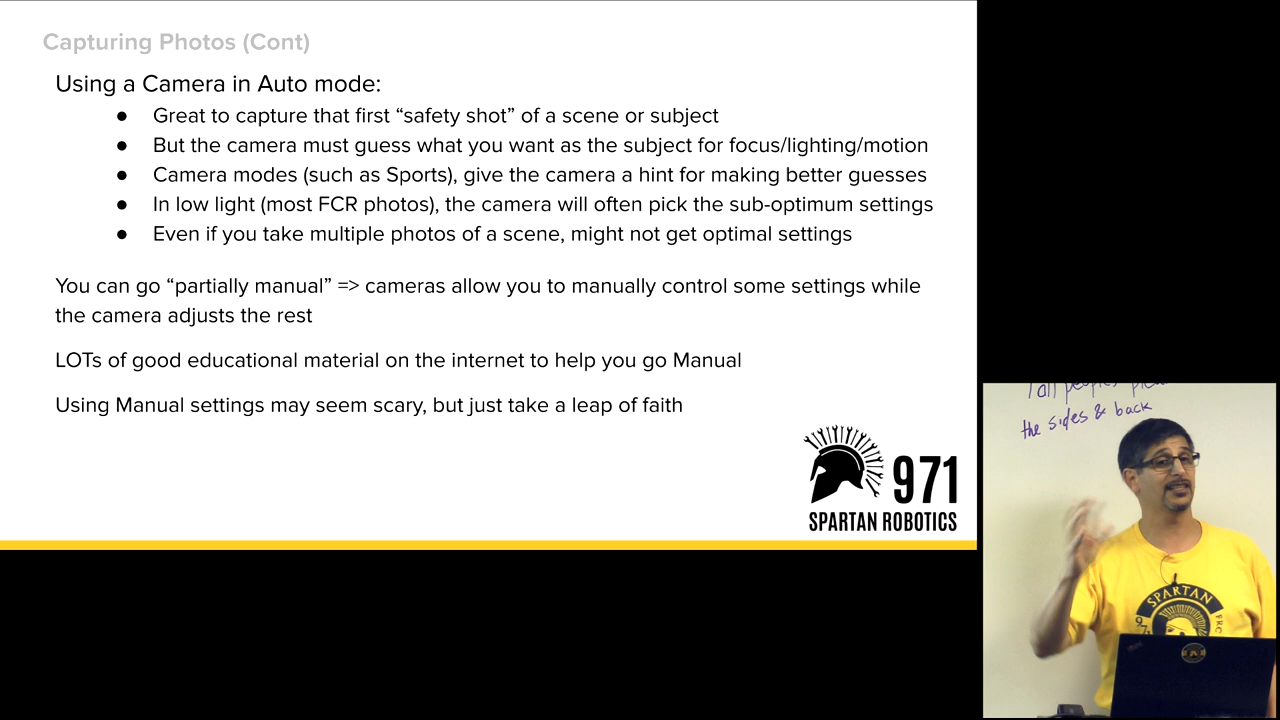 Capturing Photos (Cont)
Using a Camera in Auto mode:
● Great to capture that first “safety shot” of a scene or subject
● But the camera must guess what you want as the subject for focus/lighting/motion
● Camera modes (such as Sports), give the camera a hint for making better guesses
● In low light (most FCR photos), the camera will often pick the sub-optimum settings
● Even if you take multiple photos of a scene, might not get optimal settings
You can go “partially manual” => cameras allow you to manually control some settings while
the camera adjusts the rest
LOTs of good educational material on the internet to help you go Manual
Using Manual settings may seem scary, but just take a leap of faith
971
SPARTAN ROBOTICS
the sides & back
SPARTAN
FRC